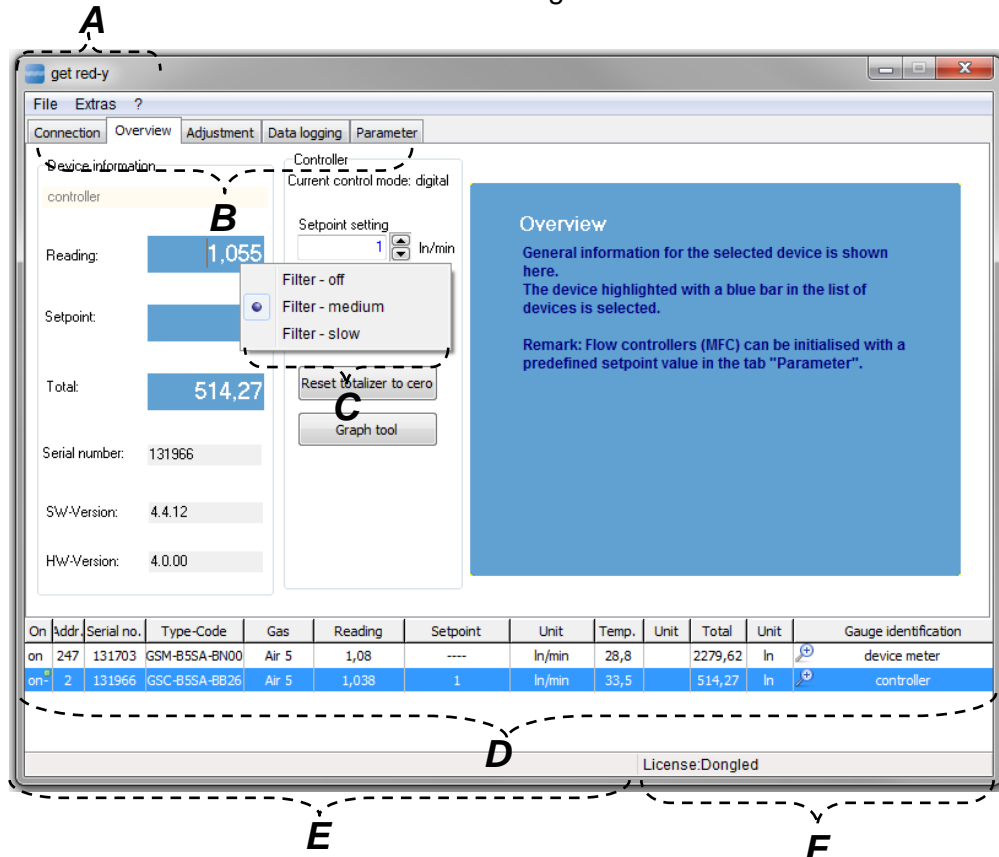 A
get red-y
File Extras ?
Connection Overview Adjustment Data logging Parameter
Device information
controller
B
Reading: 1,055
Setpoint:
Total: 514,27
Serial number: 131966
SW-Version: 4.4.12
HW-Version: 4.0.00
Controller
Current control mode: digital
Setpoint setting
1 ln/min
Filter - off
Filter - medium
Filter - slow
Reset totalizer to cero
C
Graph tool
Overview
General information for the selected device is shown
here.
The device highlighted with a blue bar in the list of
devices is selected.
Remark: Flow controllers (MFC) can be initialised with a
predefined setpoint value in the tab "Parameter".
On Addr. Serial no. Type-Code Gas Reading Setpoint Unit Temp. Unit Total Unit Gauge identification
on 247 131703 GSM-B5SA-BN00 Air 5 1,08 ---- ln/min 28,8 2279,62 ln device meter
on- 2 131966 GSC-B5SA-BB26 Air 5 1,038 1 ln/min 33,5 514,27 ln controller
D
License:Dongled
E
F